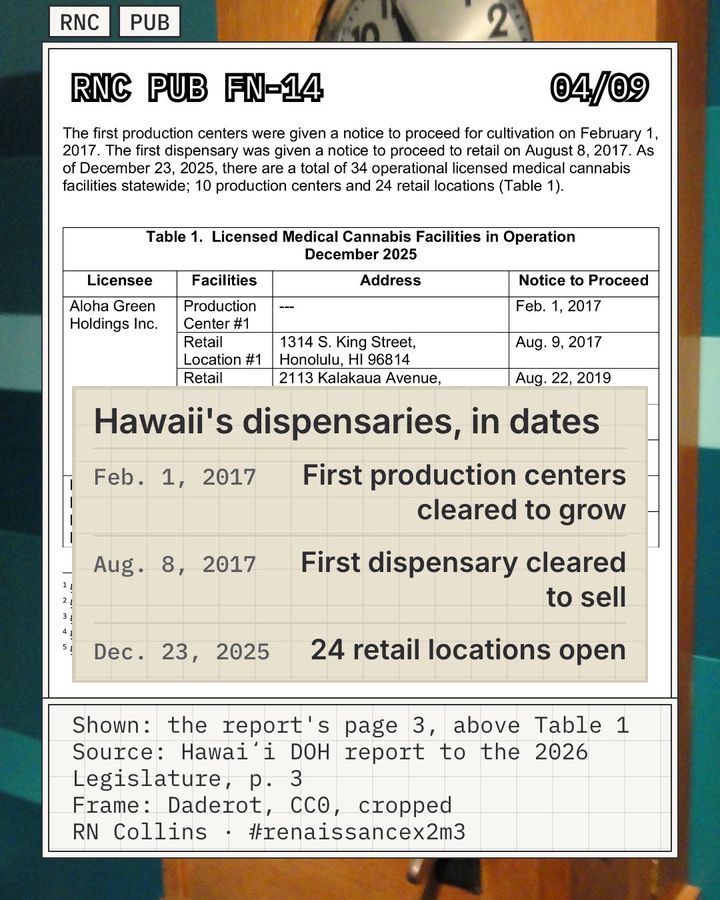 RNC PUB
RNC PUB FN-14 04/09
The first production centers were given a notice to proceed for cultivation on February 1,
2017. The first dispensary was given a notice to proceed to retail on August 8, 2017. As
of December 23, 2025, there are a total of 34 operational licensed medical cannabis
facilities statewide; 10 production centers and 24 retail locations (Table 1).
Table 1. Licensed Medical Cannabis Facilities in Operation
December 2025
Licensee Facilities Address Notice to Proceed
Aloha Green Production --- Feb. 1, 2017
Holdings Inc. Center #1
Retail 1314 S. King Street, Aug. 9, 2017
Location #1 Honolulu, HI 96814
Retail 2113 Kalakaua Avenue, Aug. 22, 2019
Hawaii's dispensaries, in dates
Feb. 1, 2017 First production centers
cleared to grow
Aug. 8, 2017 First dispensary cleared
to sell
Dec. 23, 2025 24 retail locations open
1
2
3
4
5
Shown: the report's page 3, above Table 1
Source: Hawaiʻi DOH report to the 2026
Legislature, p. 3
Frame: Daderot, CC0, cropped
RN Collins · #renaissancex2m3